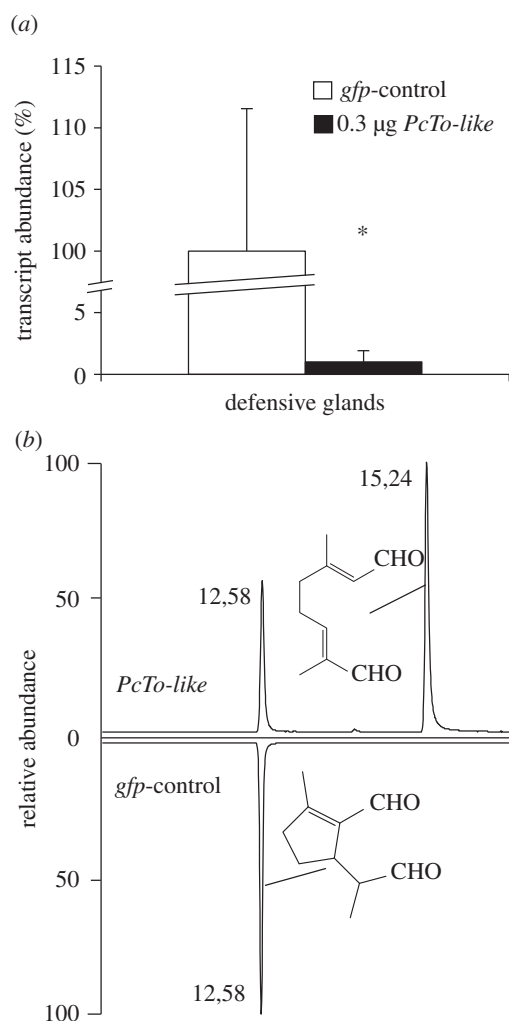 (a)
115
110
105
100
5
0
transcript abundance (%)
gfp-control
0.3 µg PcTo-like
*
defensive glands
(b)
100
50
0
50
100
relative abundance
15,24
12,58
CHO
CHO
PcTo-like
gfp-control
CHO
CHO
12,58